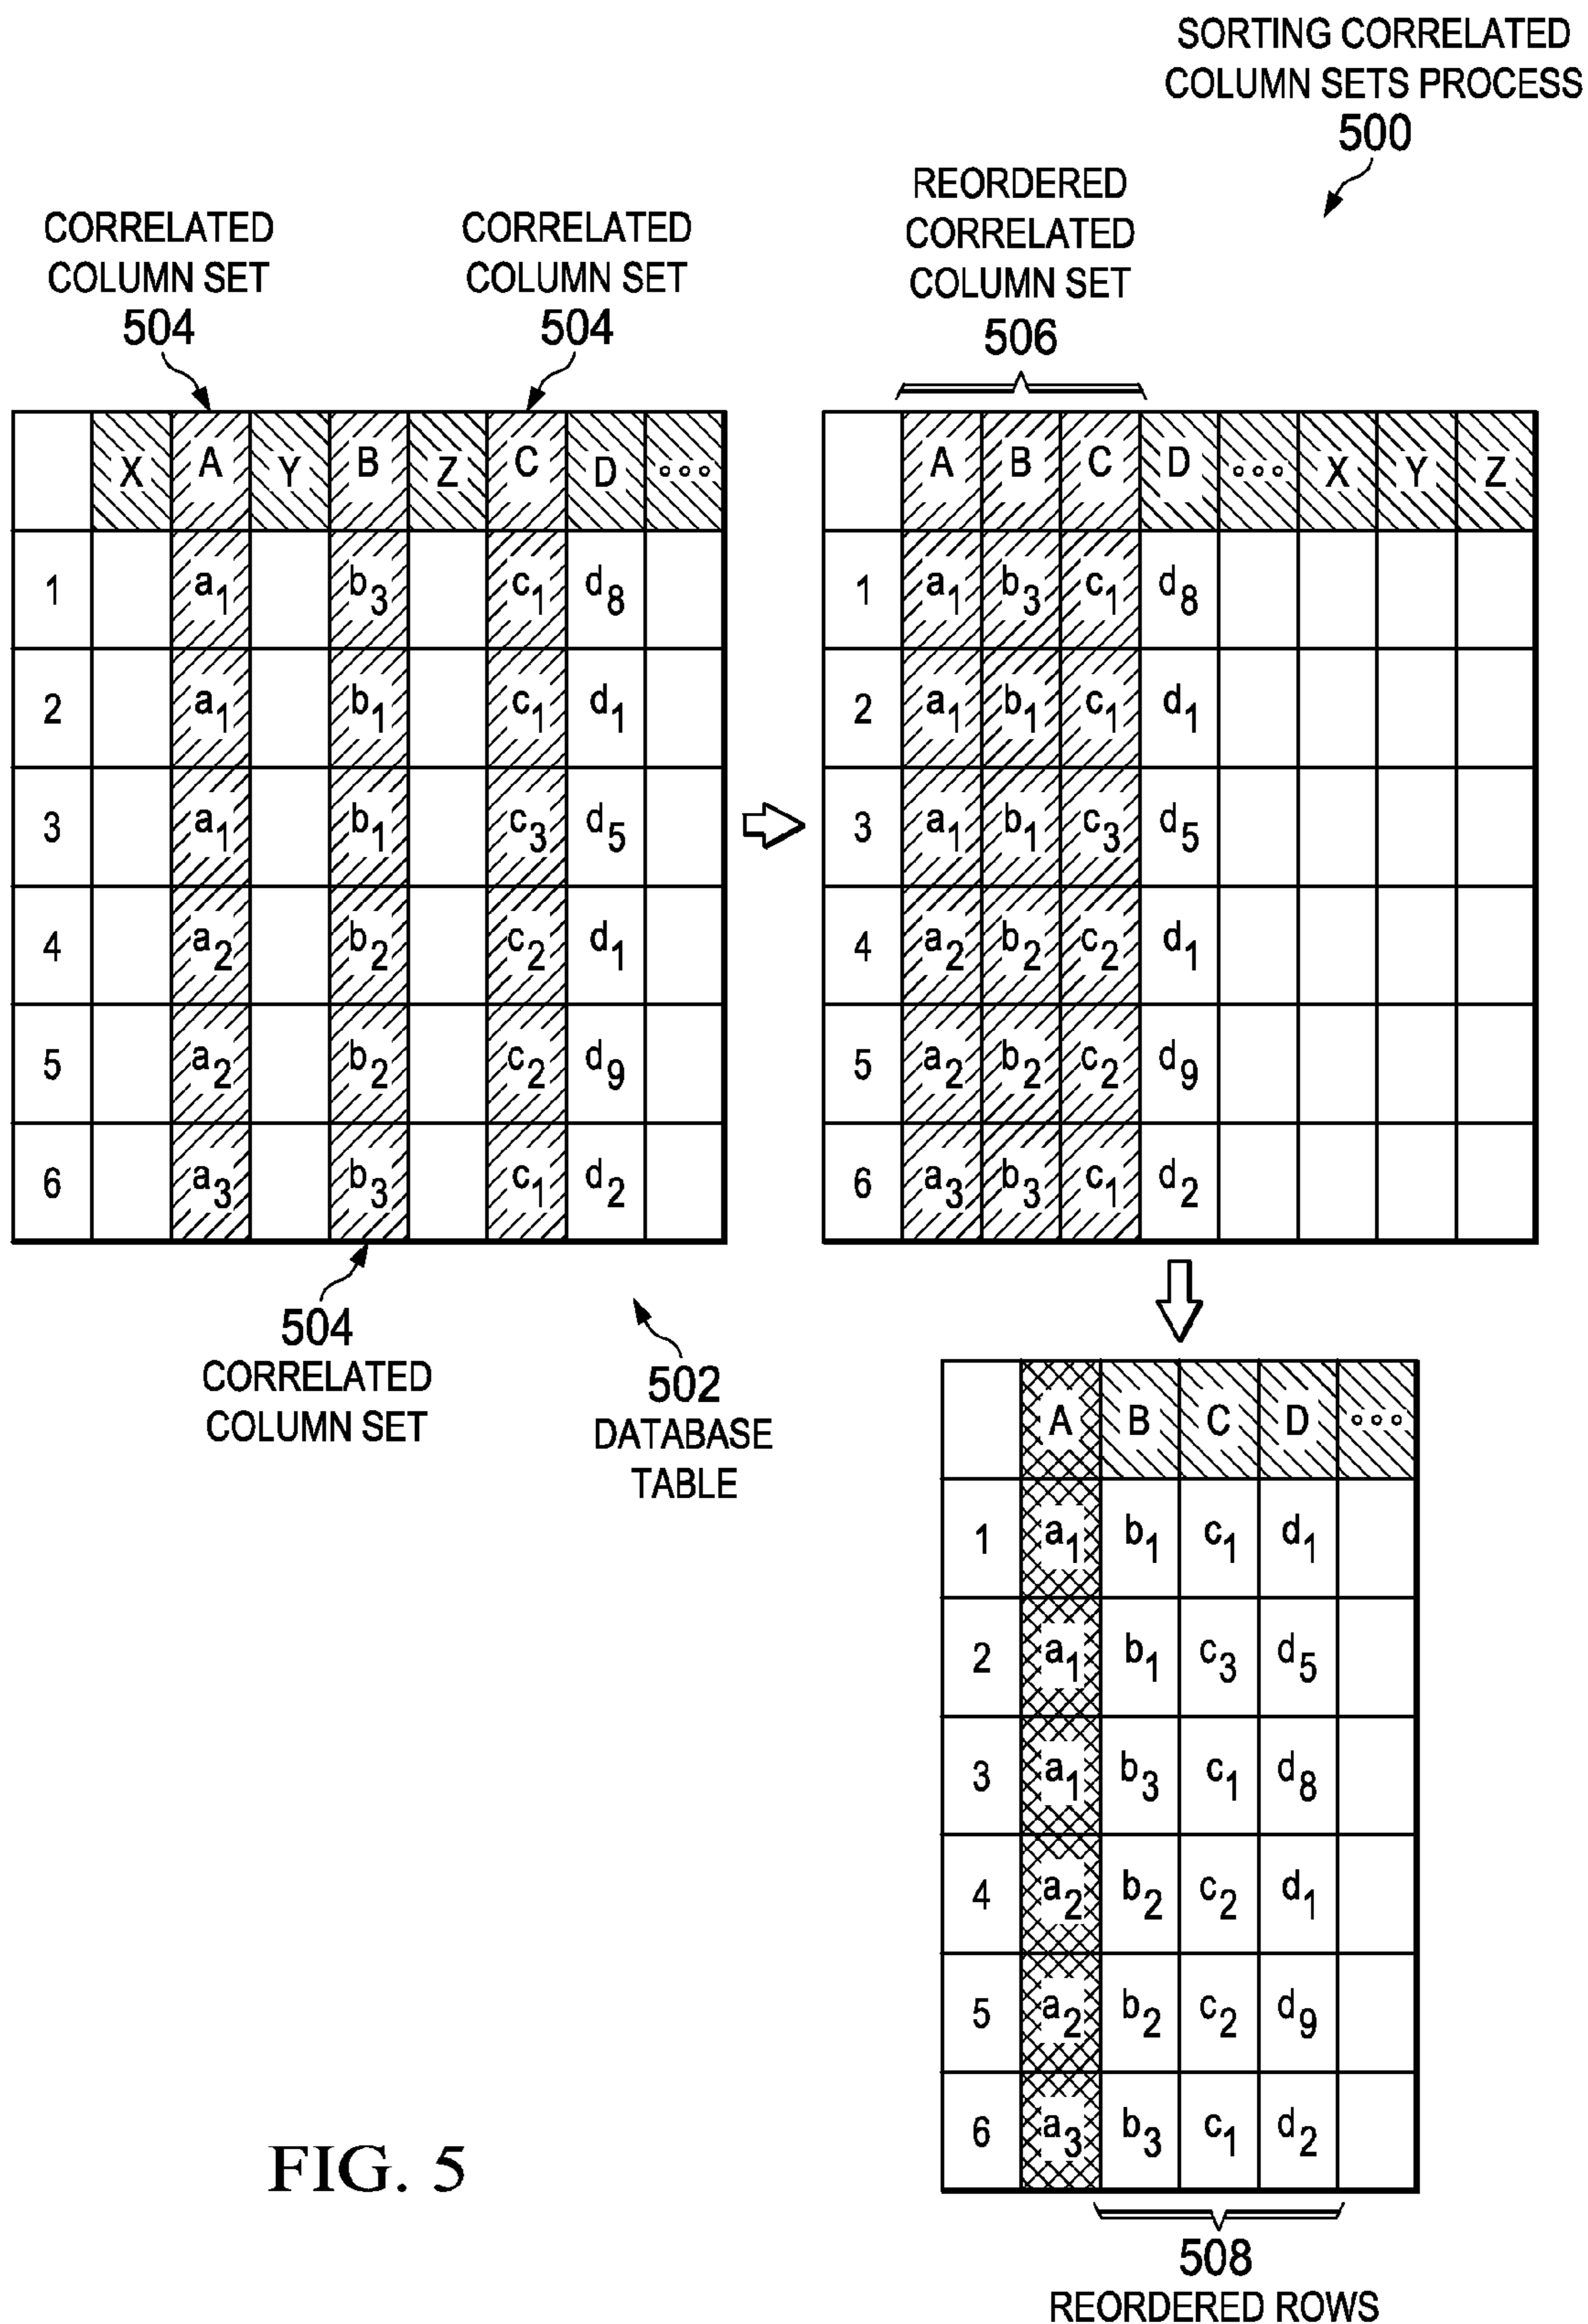 SORTING CORRELATED
COLUMN SETS PROCESS
500
REORDERED
CORRELATED
COLUMN SET
506
CORRELATED
COLUMN SET
504
CORRELATED
COLUMN SET
504
X A Y B Z C D ∘∘∘
1 a₁ b₃ c₁ d₈
2 a₁ b₁ c₁ d₁
3 a₁ b₁ c₃ d₅
4 a₂ b₂ c₂ d₁
5 a₂ b₂ c₂ d₉
6 a₃ b₃ c₁ d₂
A B C D ∘∘∘ X Y Z
1 a₁ b₃ c₁ d₈
2 a₁ b₁ c₁ d₁
3 a₁ b₁ c₃ d₅
4 a₂ b₂ c₂ d₁
5 a₂ b₂ c₂ d₉
6 a₃ b₃ c₁ d₂
504
CORRELATED
COLUMN SET
502
DATABASE
TABLE
A B C D ∘∘∘
1 a₁ b₁ c₁ d₁
2 a₁ b₁ c₃ d₅
3 a₁ b₃ c₁ d₈
4 a₂ b₂ c₂ d₁
5 a₂ b₂ c₂ d₉
6 a₃ b₃ c₁ d₂
508
REORDERED ROWS
FIG. 5